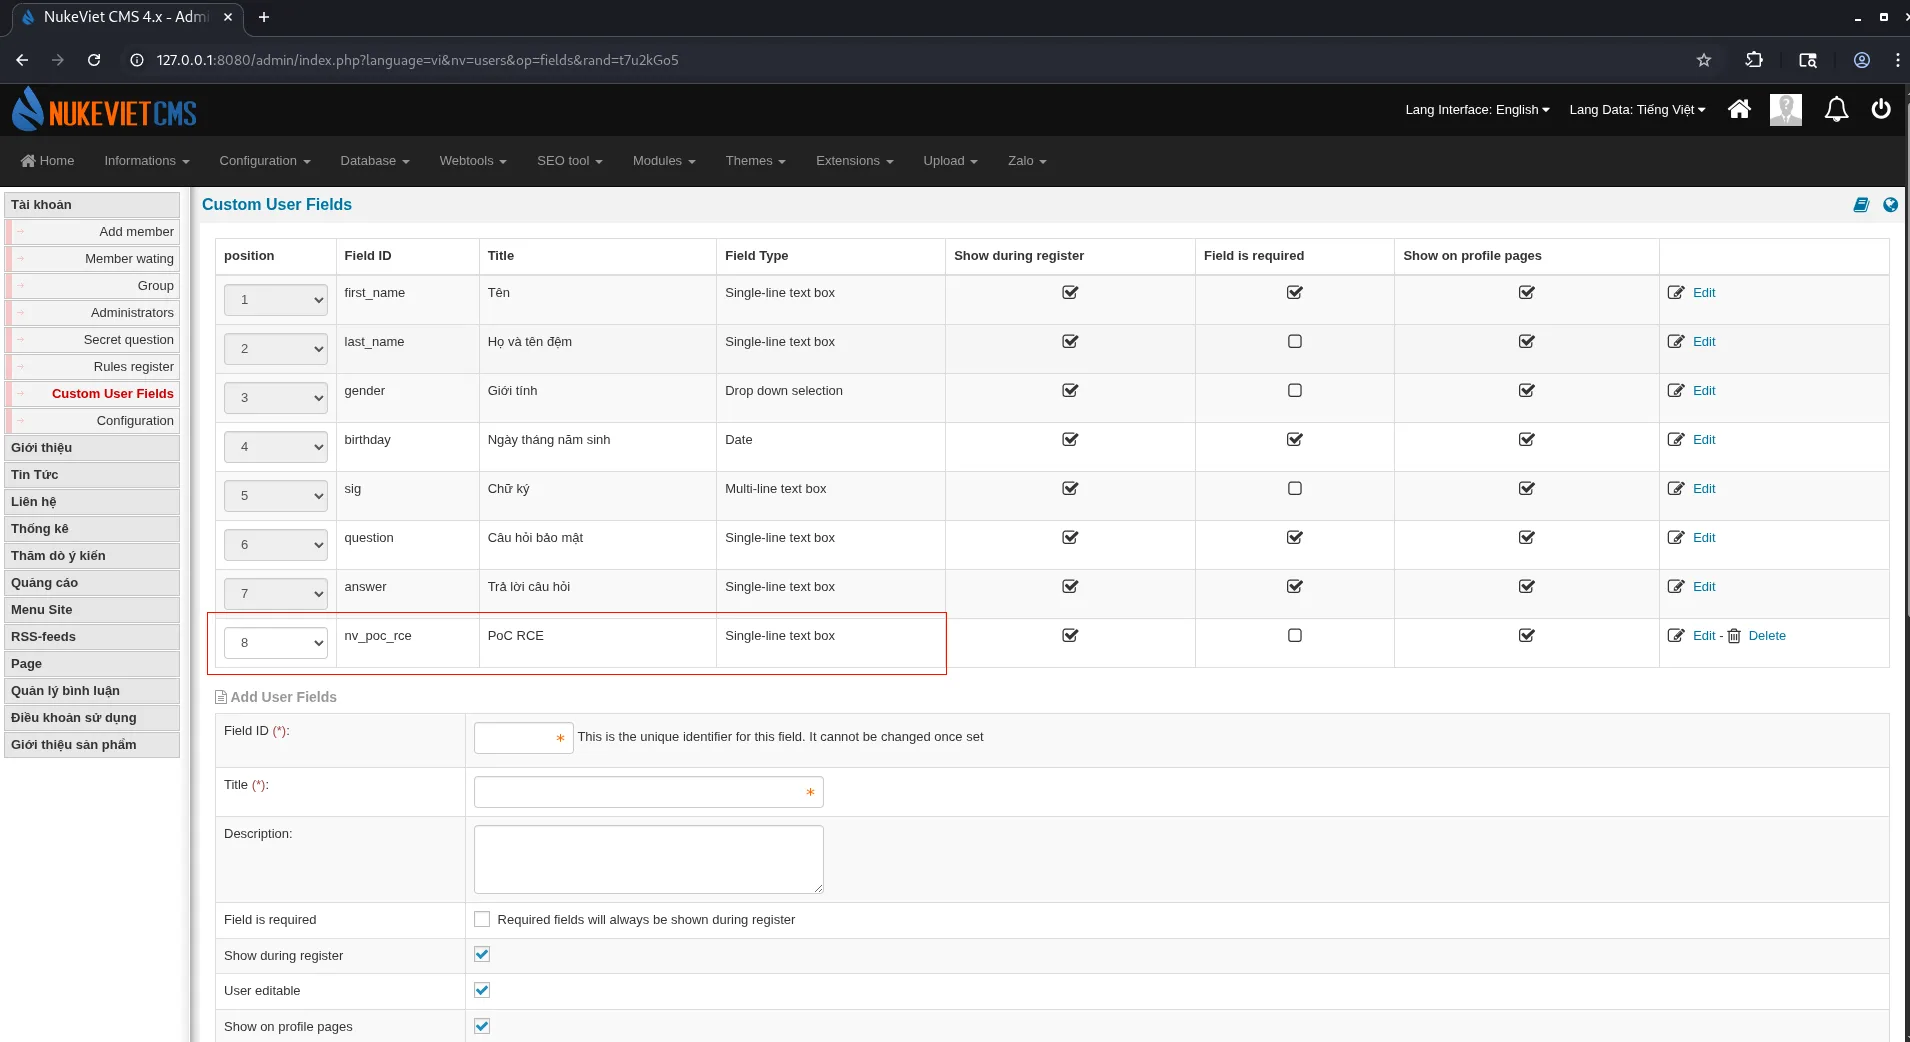 NukeViet CMS 4.x - Admi
127.0.0.1:8080/admin/index.php?language=vi&nv=users&op=fields&rand=t7u2kGo5
NUKEVIETCMS
Lang Interface: English Lang Data: Tiếng Việt
Home Informations Configuration Database Webtools SEO tool Modules Themes Extensions Upload Zalo
Tài khoản
Add member
Member wating
Group
Administrators
Secret question
Rules register
Custom User Fields
Configuration
Giới thiệu
Tin Tức
Liên hệ
Thống kê
Thăm dò ý kiến
Quảng cáo
Menu Site
RSS-feeds
Page
Quản lý bình luận
Điều khoản sử dụng
Giới thiệu sản phẩm
Custom User Fields
position Field ID Title Field Type Show during register Field is required Show on profile pages
1 first_name Tên Single-line text box Edit
2 last_name Họ và tên đệm Single-line text box Edit
3 gender Giới tính Drop down selection Edit
4 birthday Ngày tháng năm sinh Date Edit
5 sig Chữ ký Multi-line text box Edit
6 question Câu hỏi bảo mật Single-line text box Edit
7 answer Trả lời câu hỏi Single-line text box Edit
8 nv_poc_rce PoC RCE Single-line text box Edit - Delete
Add User Fields
Field ID (*): * This is the unique identifier for this field. It cannot be changed once set
Title (*): *
Description:
Field is required Required fields will always be shown during register
Show during register
User editable
Show on profile pages